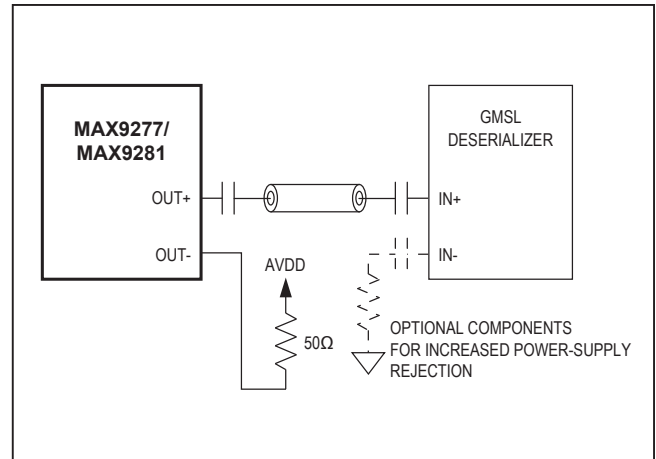 MAX9277/
MAX9281
GMSL
DESERIALIZER
OUT+
IN+
OUT-
IN-
AVDD
50Ω
OPTIONAL COMPONENTS
FOR INCREASED POWER-SUPPLY
REJECTION